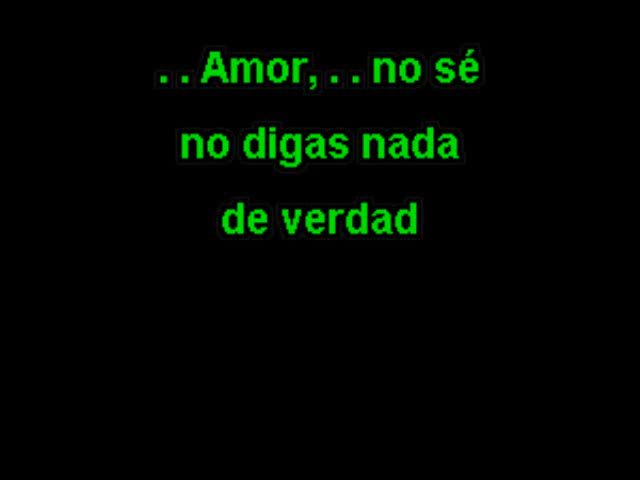 . . Amor, . . no sé
no digas nada
de verdad